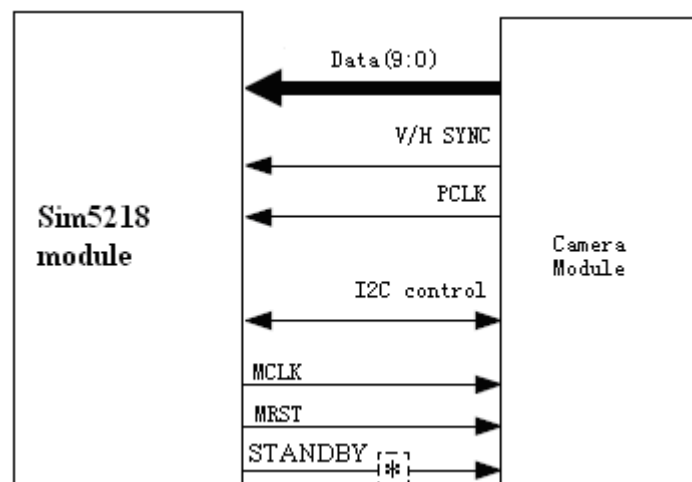 Data(9:0)
V/H SYNC
PCLK
Sim5218
module
Camera
Module
I2C control
MCLK
MRST
STANDBY *